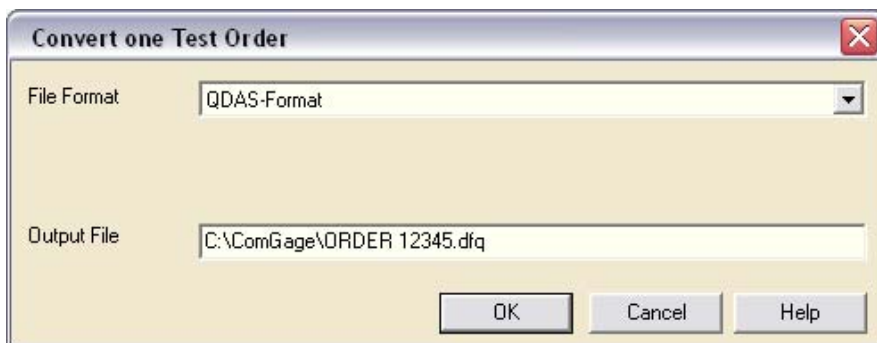 Convert one Test Order
File Format
QDAS-Format
Output File
C:\ComGage\ORDER 12345.dfq
OK
Cancel
Help